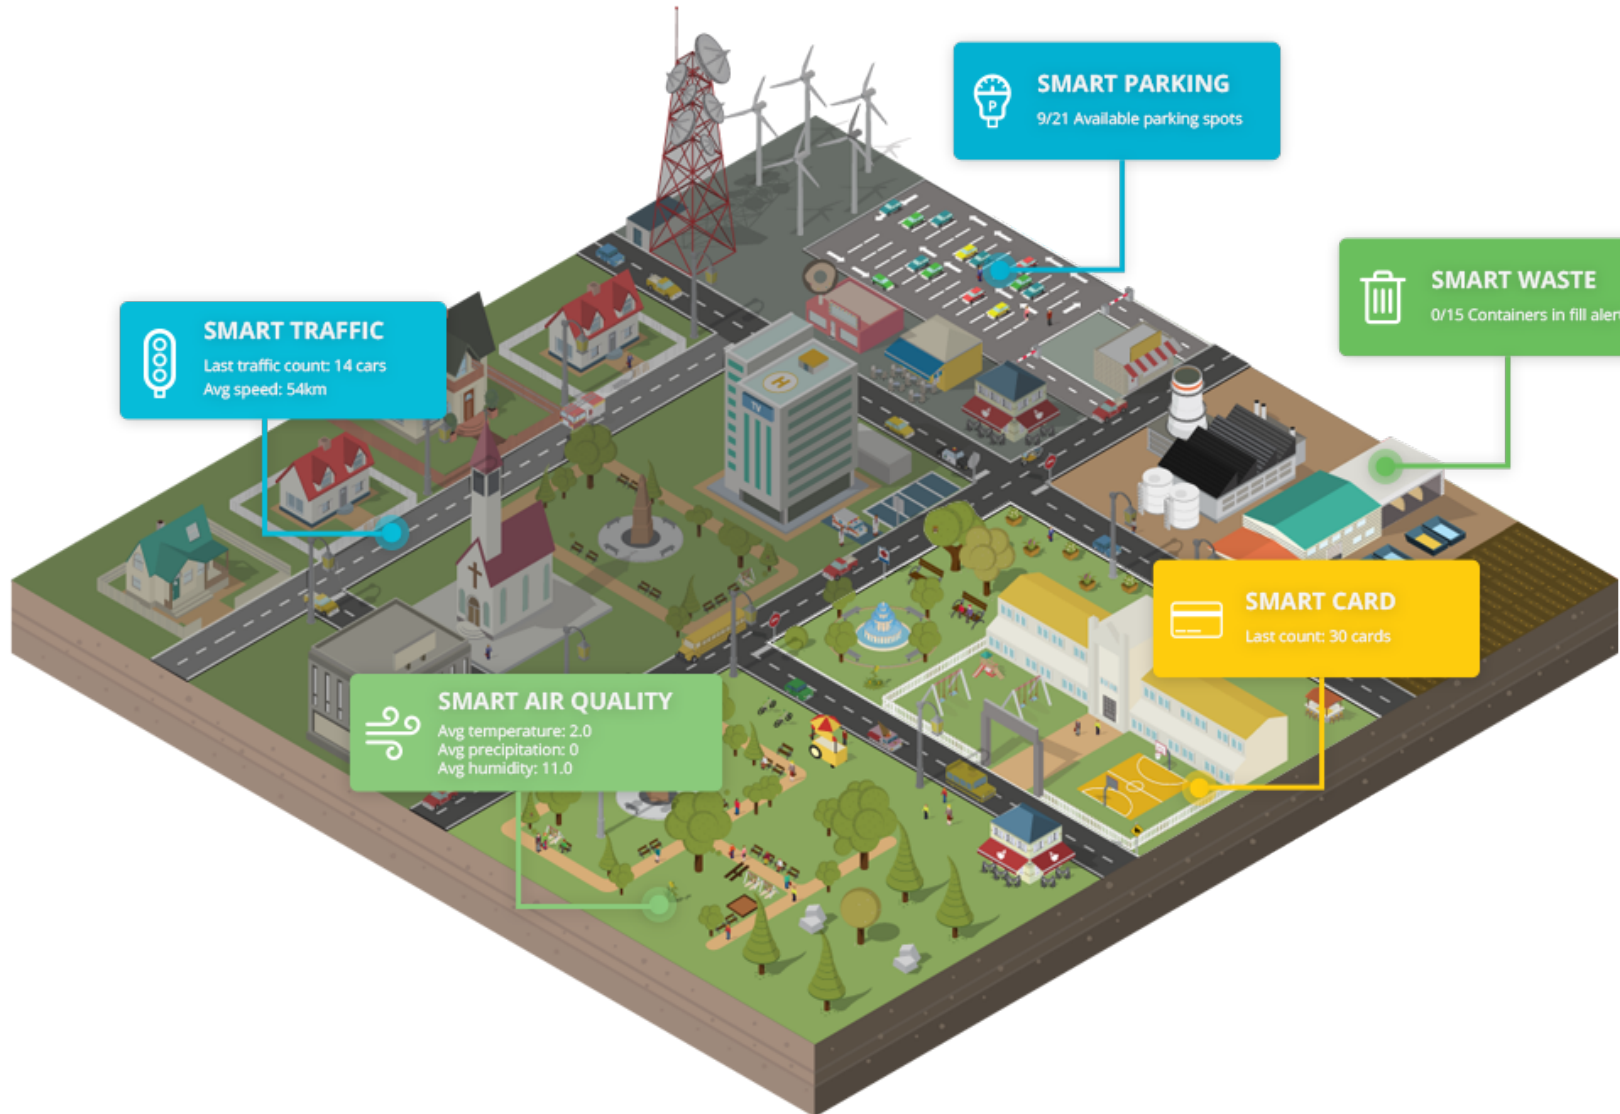 SMART PARKING
9/21 Available parking spots
P
SMART WASTE
0/15 Containers in fill aler
SMART TRAFFIC
Last traffic count: 14 cars
Avg speed: 54km
H
TV
SMART CARD
Last count: 30 cards
SMART AIR QUALITY
Avg temperature: 2.0
Avg precipitation: 0
Avg humidity: 11.0